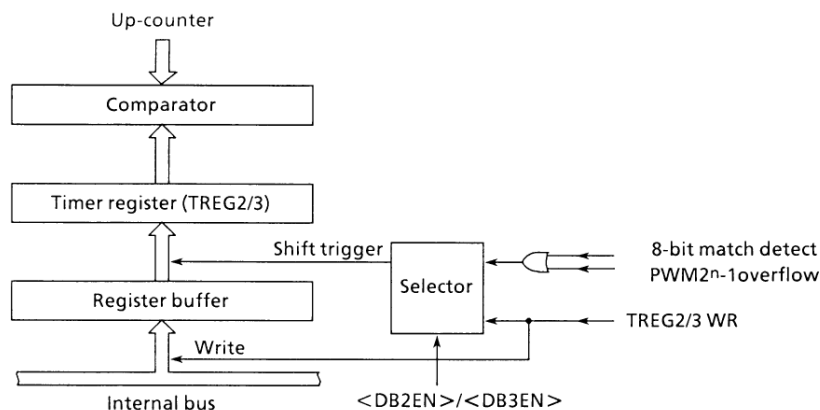 Up-counter
Comparator
Timer register (TREG2/3)
Shift trigger
8-bit match detect
PWM2ⁿ-1overflow
Selector
Register buffer
TREG2/3 WR
Write
Internal bus
<DB2EN>/<DB3EN>